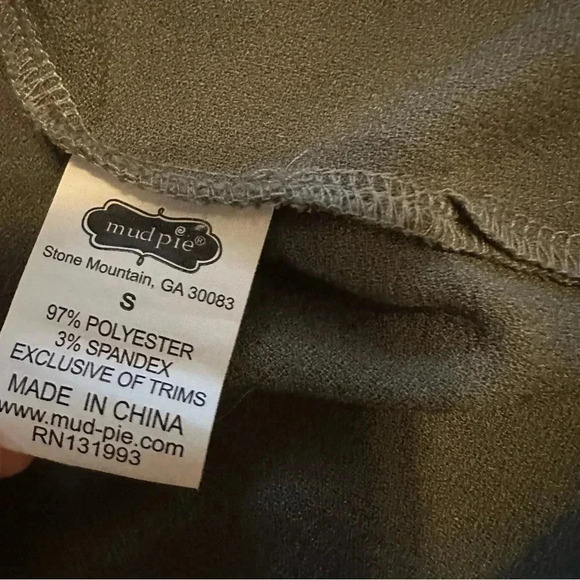 mud pie®
Stone Mountain, GA 30083
S
97% POLYESTER
3% SPANDEX
EXCLUSIVE OF TRIMS
MADE IN CHINA
www.mud-pie.com
RN131993